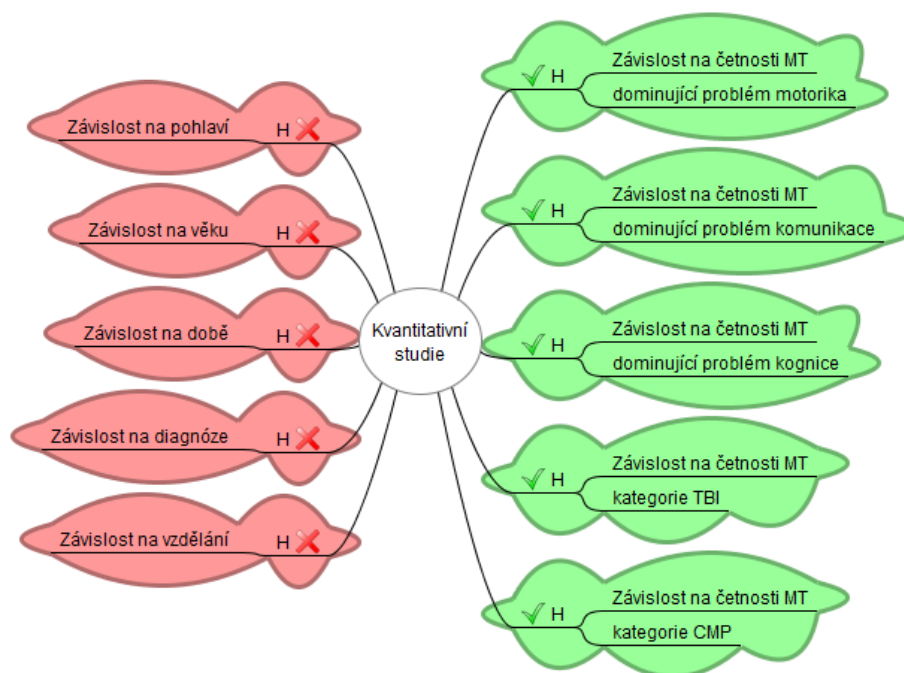 Kvantitativní
studie
Závislost na pohlaví
H
Závislost na věku
H
Závislost na době
H
Závislost na diagnóze
H
Závislost na vzdělání
H
H
Závislost na četnosti MT
dominující problém motorika
H
Závislost na četnosti MT
dominující problém komunikace
H
Závislost na četnosti MT
dominující problém kognice
H
Závislost na četnosti MT
kategorie TBI
H
Závislost na četnosti MT
kategorie CMP